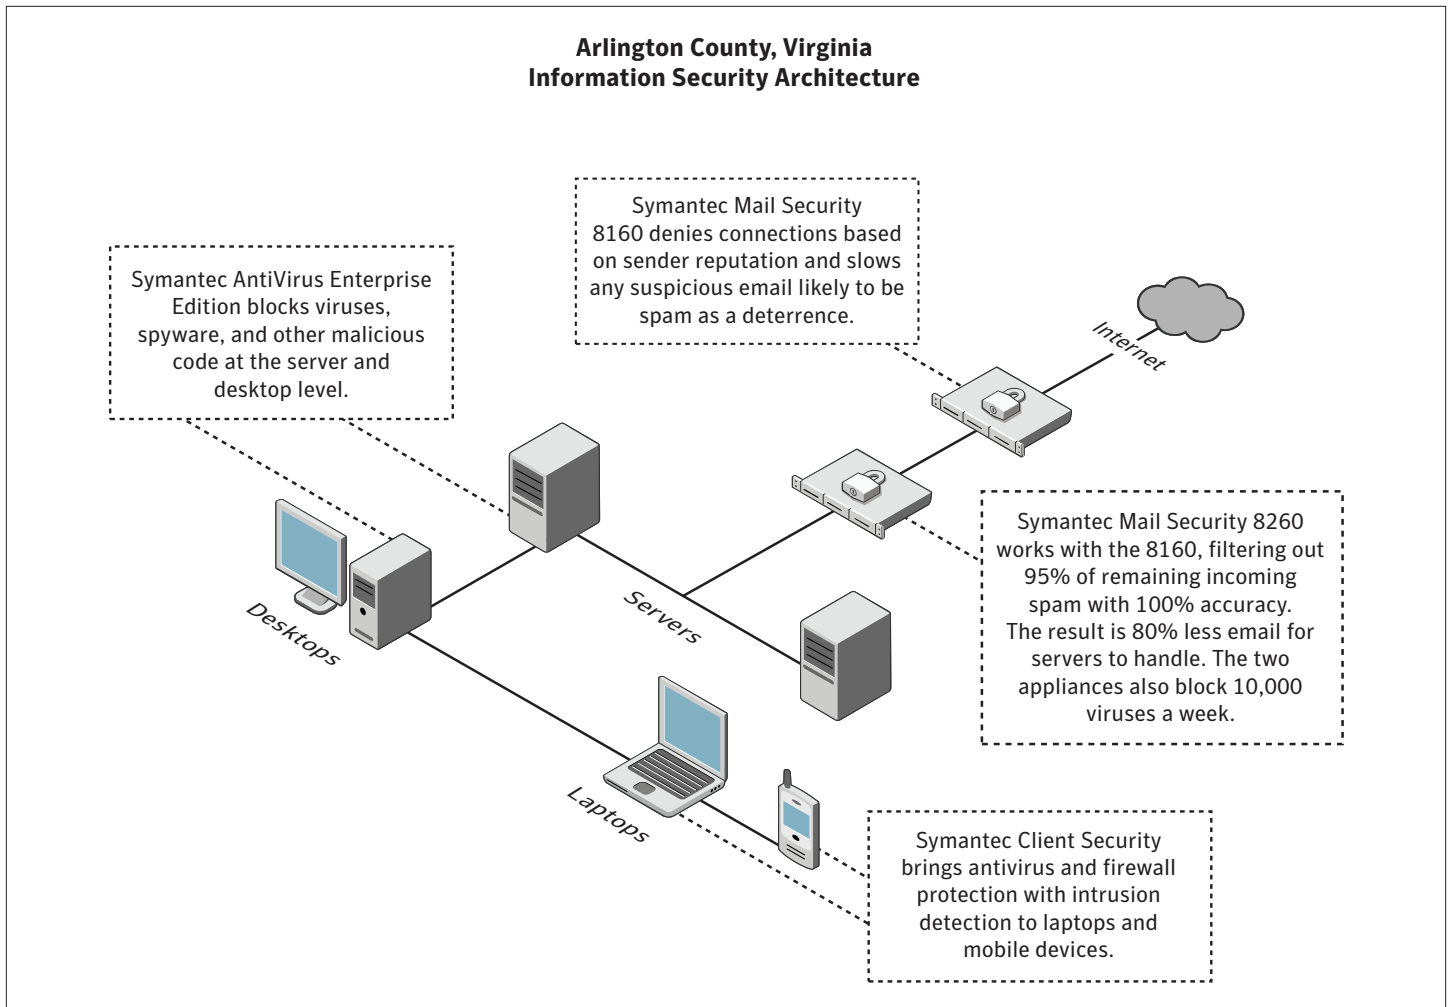 Arlington County, Virginia
Information Security Architecture
Symantec Mail Security
8160 denies connections based
on sender reputation and slows
any suspicious email likely to be
spam as a deterrence.
Symantec AntiVirus Enterprise
Edition blocks viruses,
spyware, and other malicious
code at the server and
desktop level.
Internet
Symantec Mail Security 8260
works with the 8160, filtering out
95% of remaining incoming
spam with 100% accuracy.
The result is 80% less email for
servers to handle. The two
appliances also block 10,000
viruses a week.
Desktops
Servers
Laptops
Symantec Client Security
brings antivirus and firewall
protection with intrusion
detection to laptops and
mobile devices.